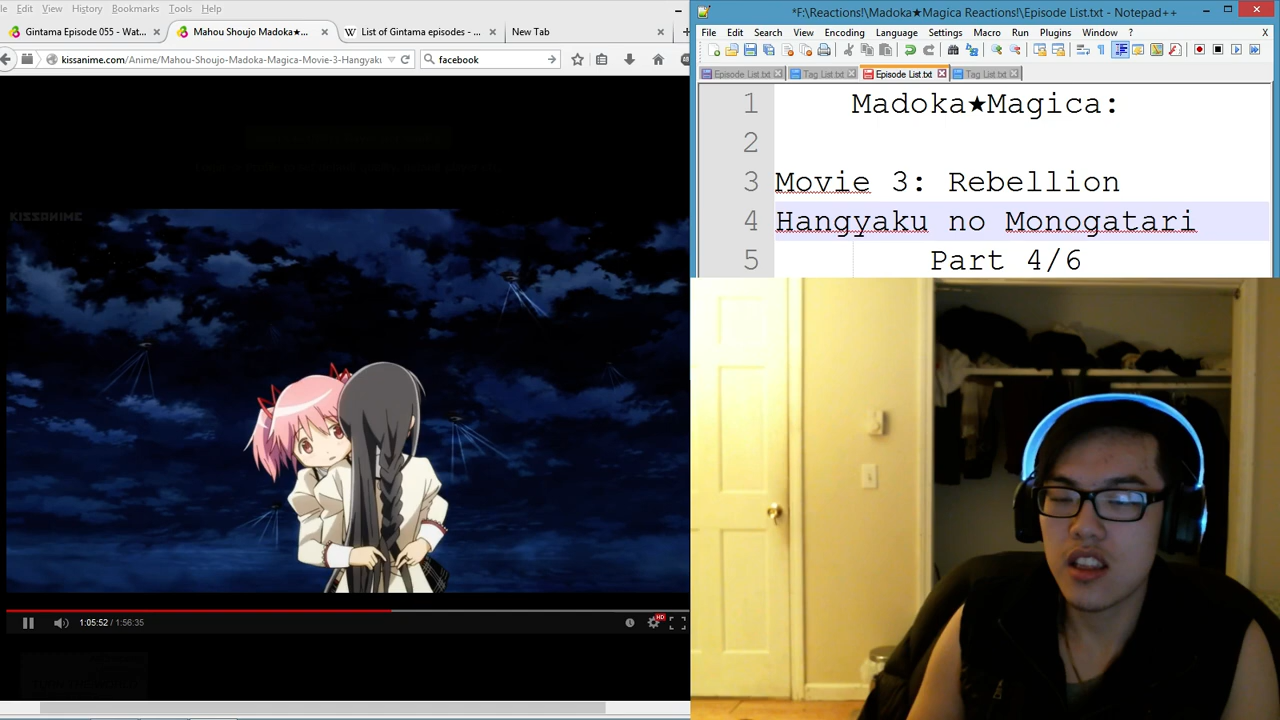 le Edit View History Bookmarks Tools Help
Gintama Episode 055 - Wat...
Mahou Shoujo Madoka★...
W List of Gintama episodes - ...
New Tab
kissanime.com/Anime/Mahou-Shoujo-Madoka-Magica-Movie-3-Hangyaku
facebook
KISSANIME
1:05:52 / 1:56:35
HD
*F:\Reactions!\Madoka★Magica Reactions!\Episode List.txt - Notepad++
File Edit Search View Encoding Language Settings Macro Run Plugins Window ? X
Episode List.txt
Tag List.txt
Episode List.txt
Tag List.txt
1 Madoka★Magica:
2
3 Movie 3: Rebellion
4 Hangyaku no Monogatari
5 Part 4/6